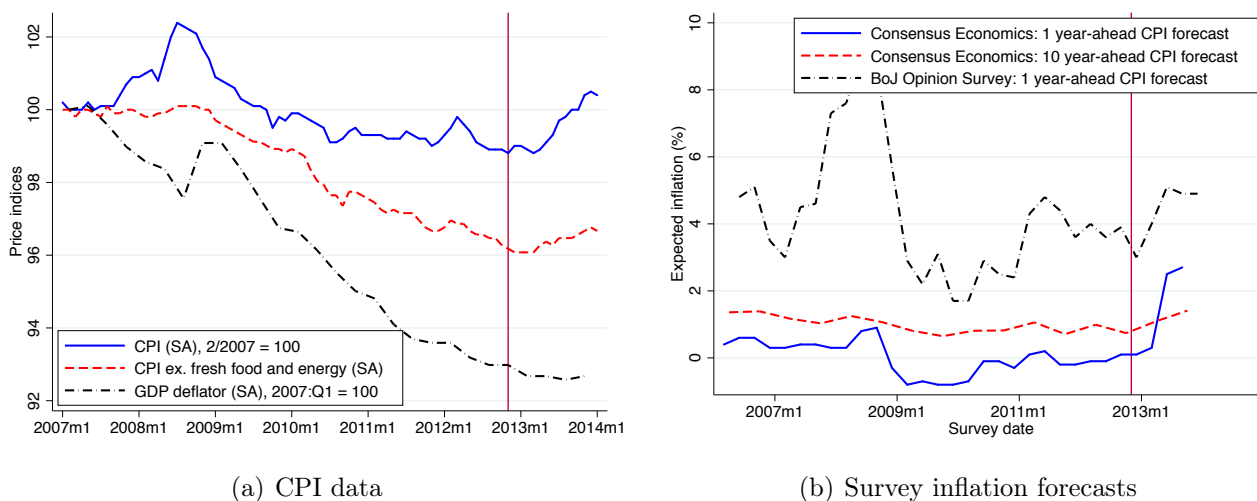 Price indices
102
100
98
96
94
92
CPI (SA), 2/2007 = 100
CPI ex. fresh food and energy (SA)
GDP deflator (SA), 2007:Q1 = 100
2007m1 2008m1 2009m1 2010m1 2011m1 2012m1 2013m1 2014m1
(a) CPI data
Expected inflation (%)
10
8
6
4
2
0
Consensus Economics: 1 year-ahead CPI forecast
Consensus Economics: 10 year-ahead CPI forecast
BoJ Opinion Survey: 1 year-ahead CPI forecast
2007m1 2009m1 2011m1 2013m1
Survey date
(b) Survey inflation forecasts